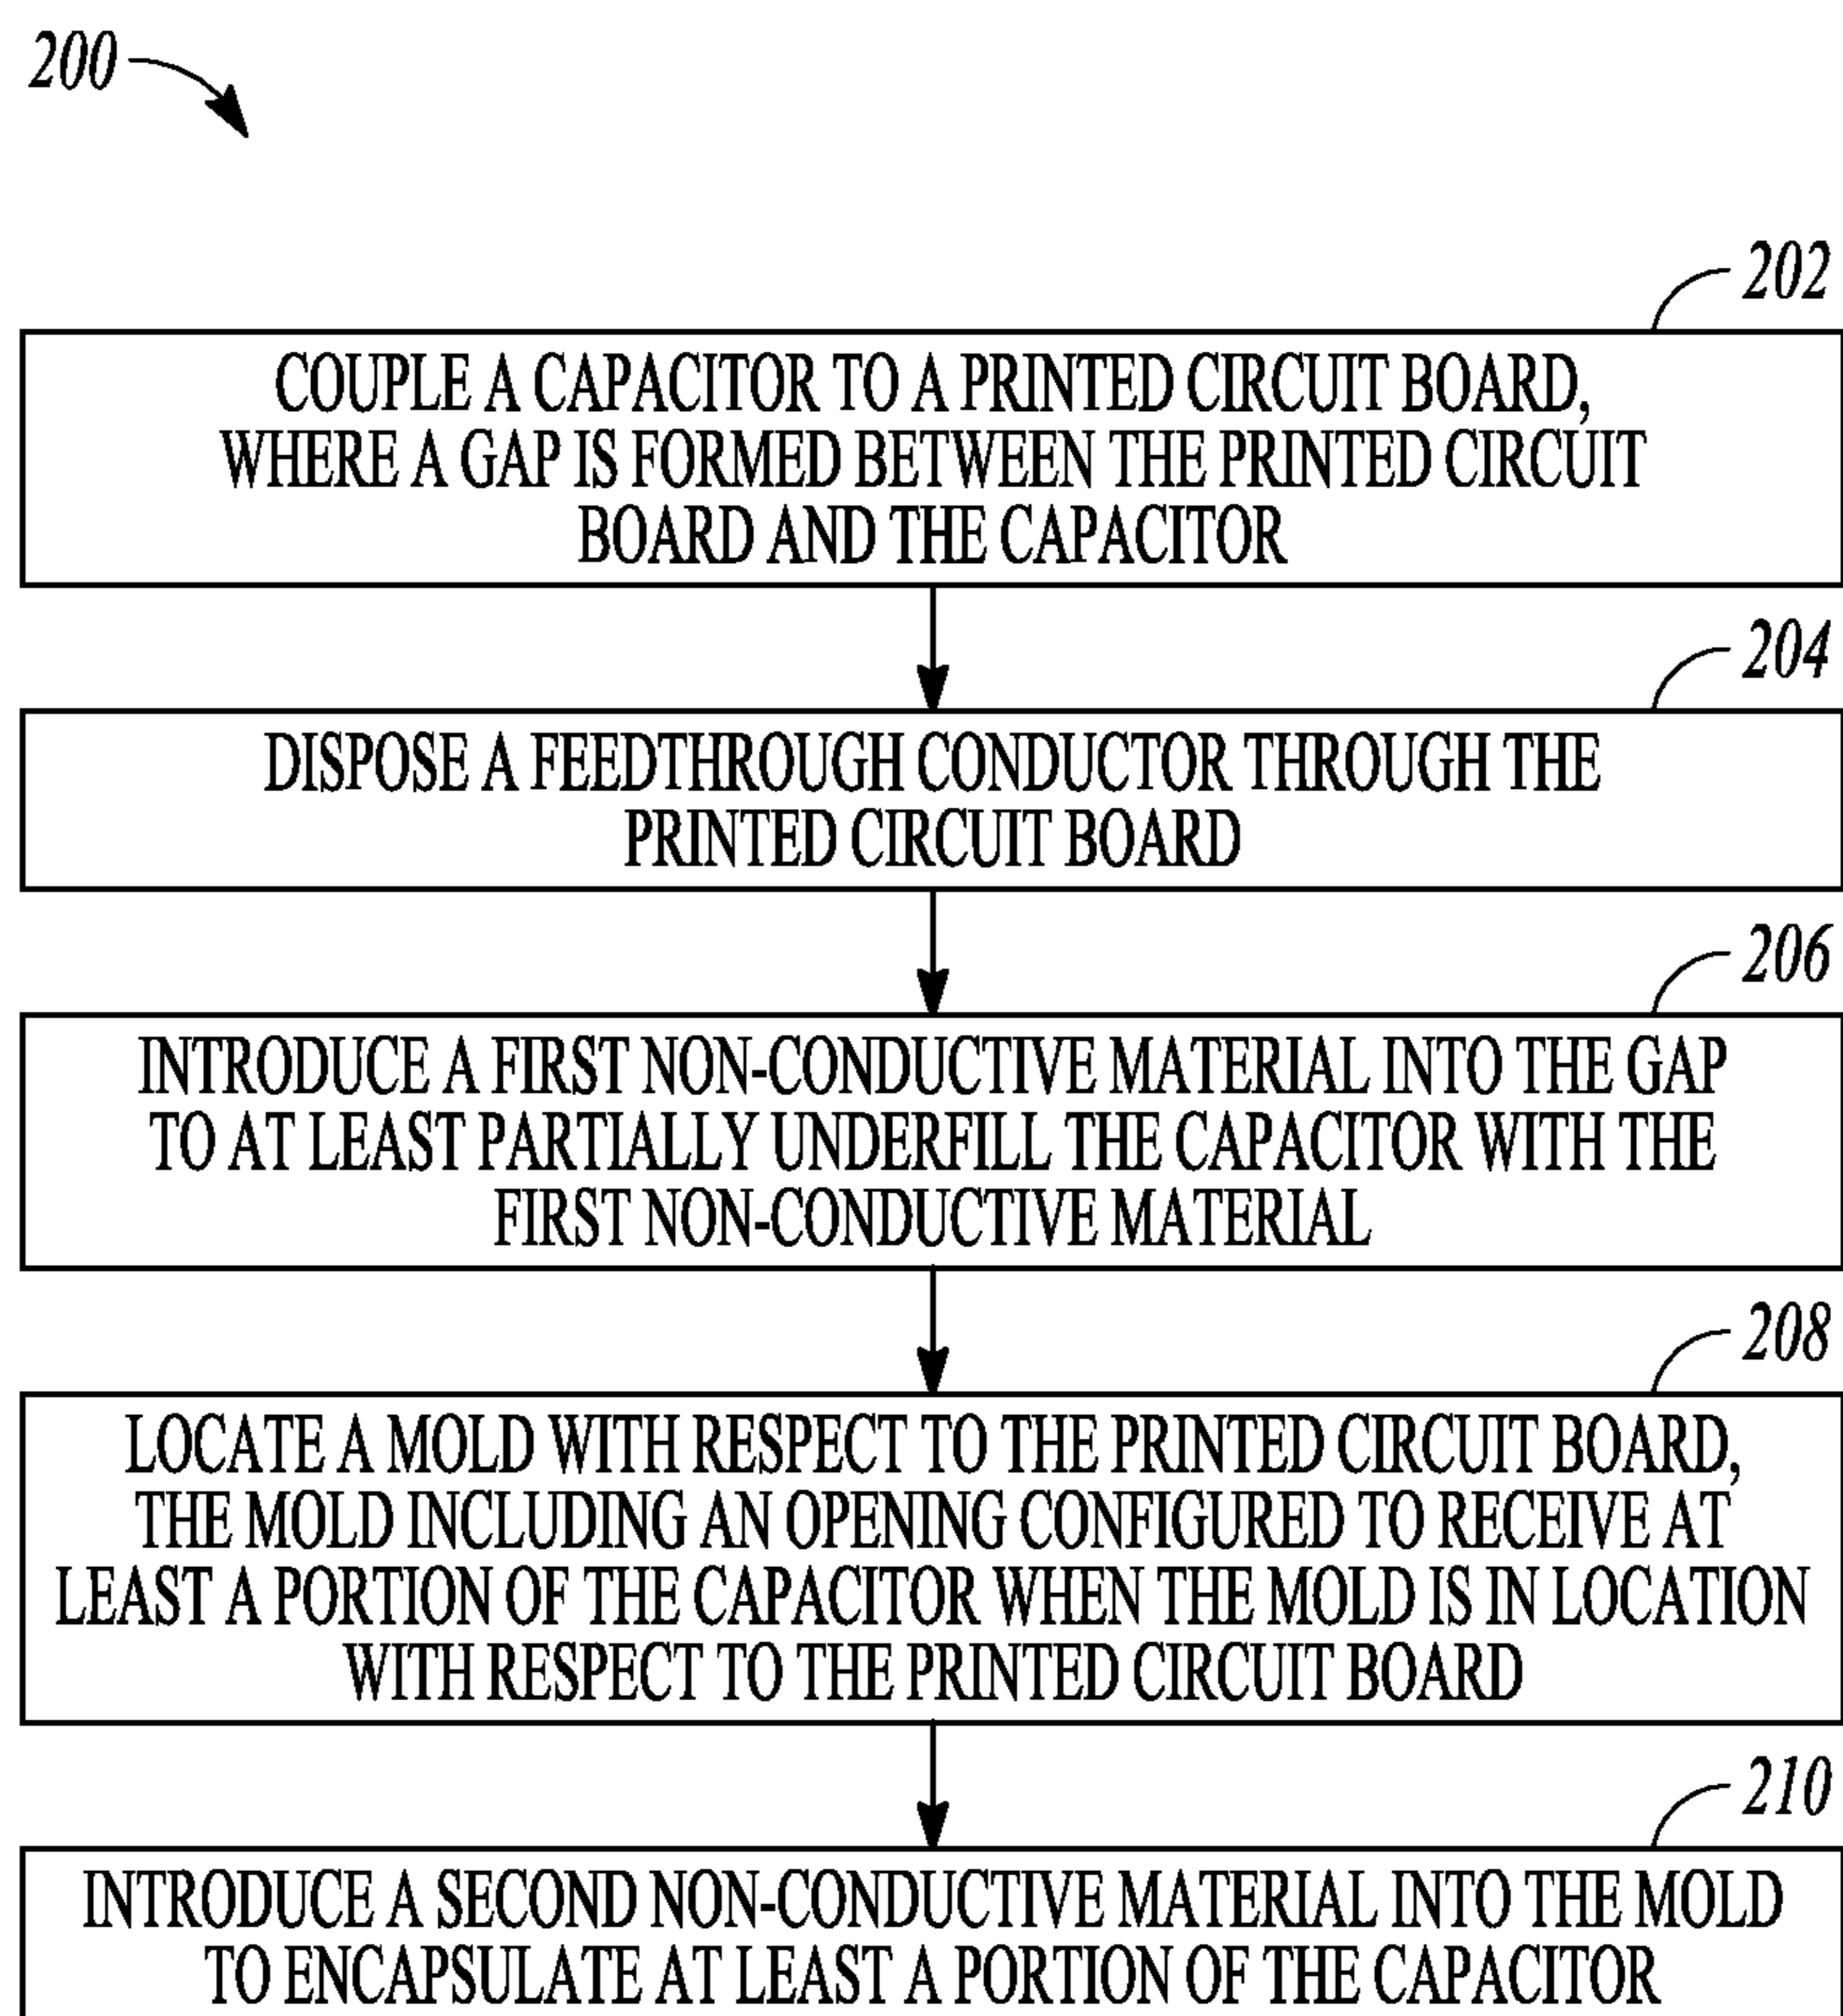 200
202
COUPLE A CAPACITOR TO A PRINTED CIRCUIT BOARD,
WHERE A GAP IS FORMED BETWEEN THE PRINTED CIRCUIT
BOARD AND THE CAPACITOR
204
DISPOSE A FEEDTHROUGH CONDUCTOR THROUGH THE
PRINTED CIRCUIT BOARD
206
INTRODUCE A FIRST NON-CONDUCTIVE MATERIAL INTO THE GAP
TO AT LEAST PARTIALLY UNDERFILL THE CAPACITOR WITH THE
FIRST NON-CONDUCTIVE MATERIAL
208
LOCATE A MOLD WITH RESPECT TO THE PRINTED CIRCUIT BOARD,
THE MOLD INCLUDING AN OPENING CONFIGURED TO RECEIVE AT
LEAST A PORTION OF THE CAPACITOR WHEN THE MOLD IS IN LOCATION
WITH RESPECT TO THE PRINTED CIRCUIT BOARD
210
INTRODUCE A SECOND NON-CONDUCTIVE MATERIAL INTO THE MOLD
TO ENCAPSULATE AT LEAST A PORTION OF THE CAPACITOR